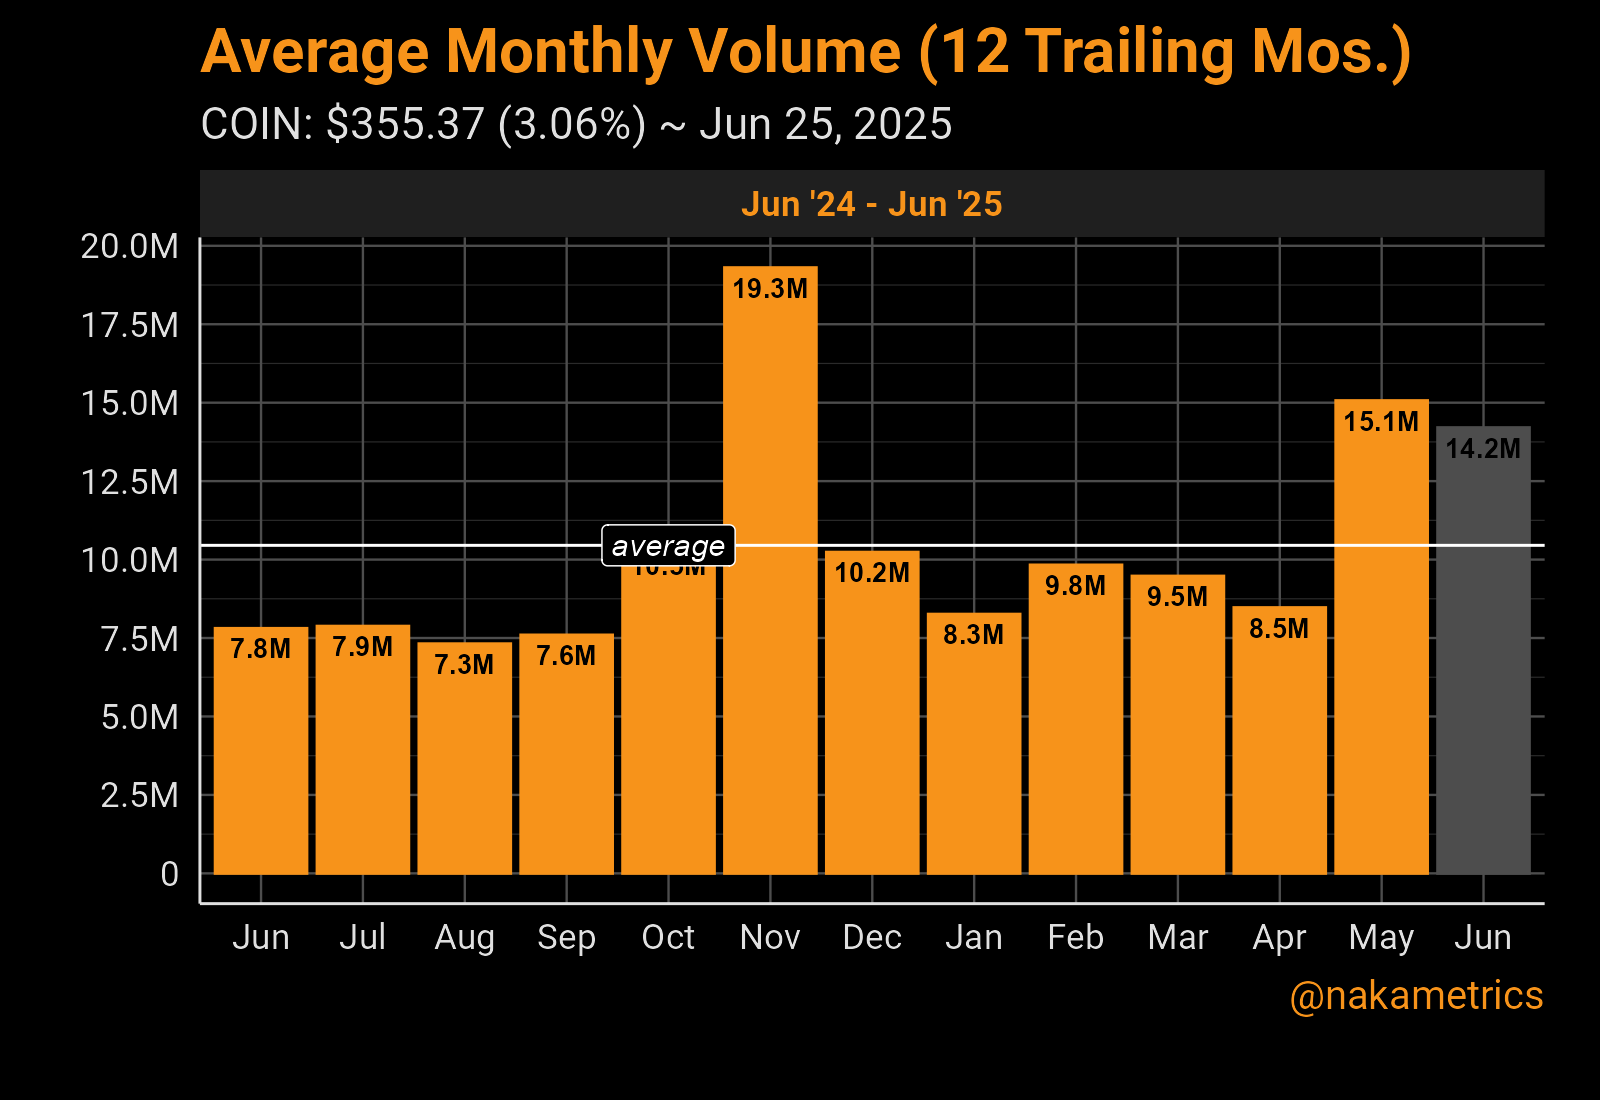 Average Monthly Volume (12 Trailing Mos.)
COIN: $355.37 (3.06%) ~ Jun 25, 2025
Jun '24 - Jun '25
20.0M
17.5M
15.0M
12.5M
10.0M
7.5M
5.0M
2.5M
0
19.3M
15.1M
14.2M
average
10.2M
9.8M
9.5M
8.3M
8.5M
7.8M
7.9M
7.3M
7.6M
Jun Jul Aug Sep Oct Nov Dec Jan Feb Mar Apr May Jun
@nakametrics